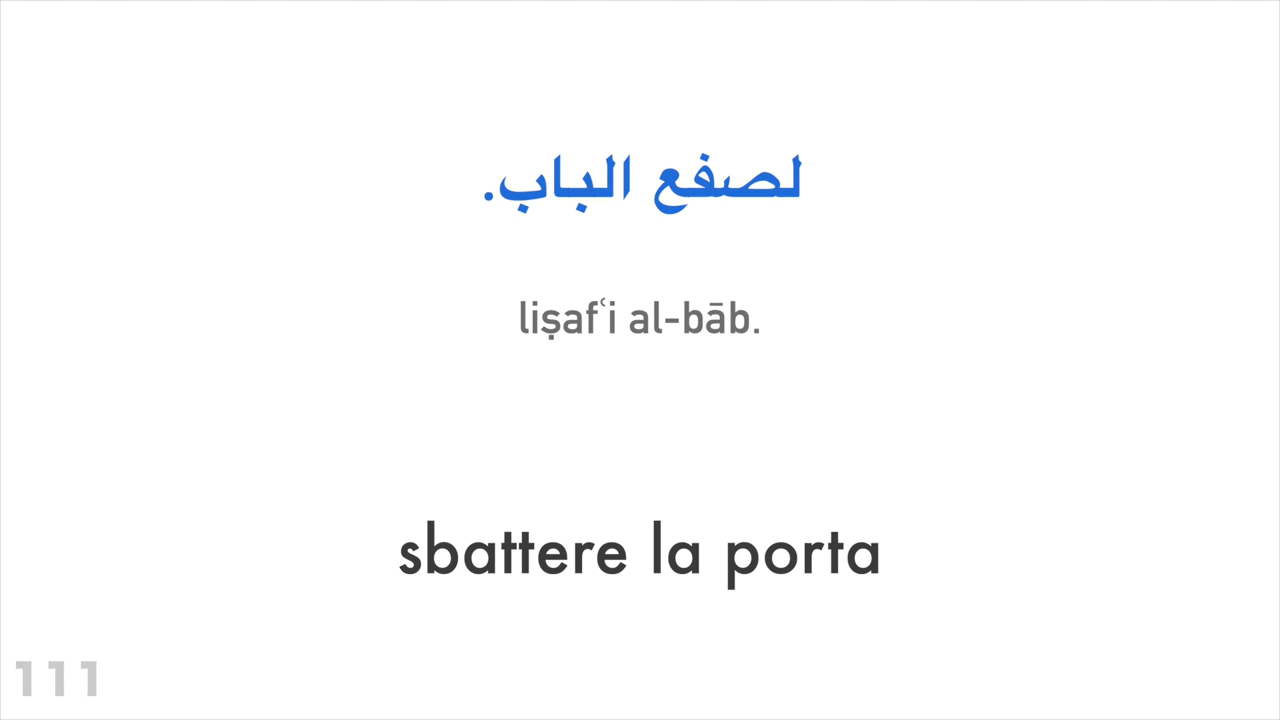 لصفع الباب.
liṣafʿi al-bāb.
sbattere la porta
111